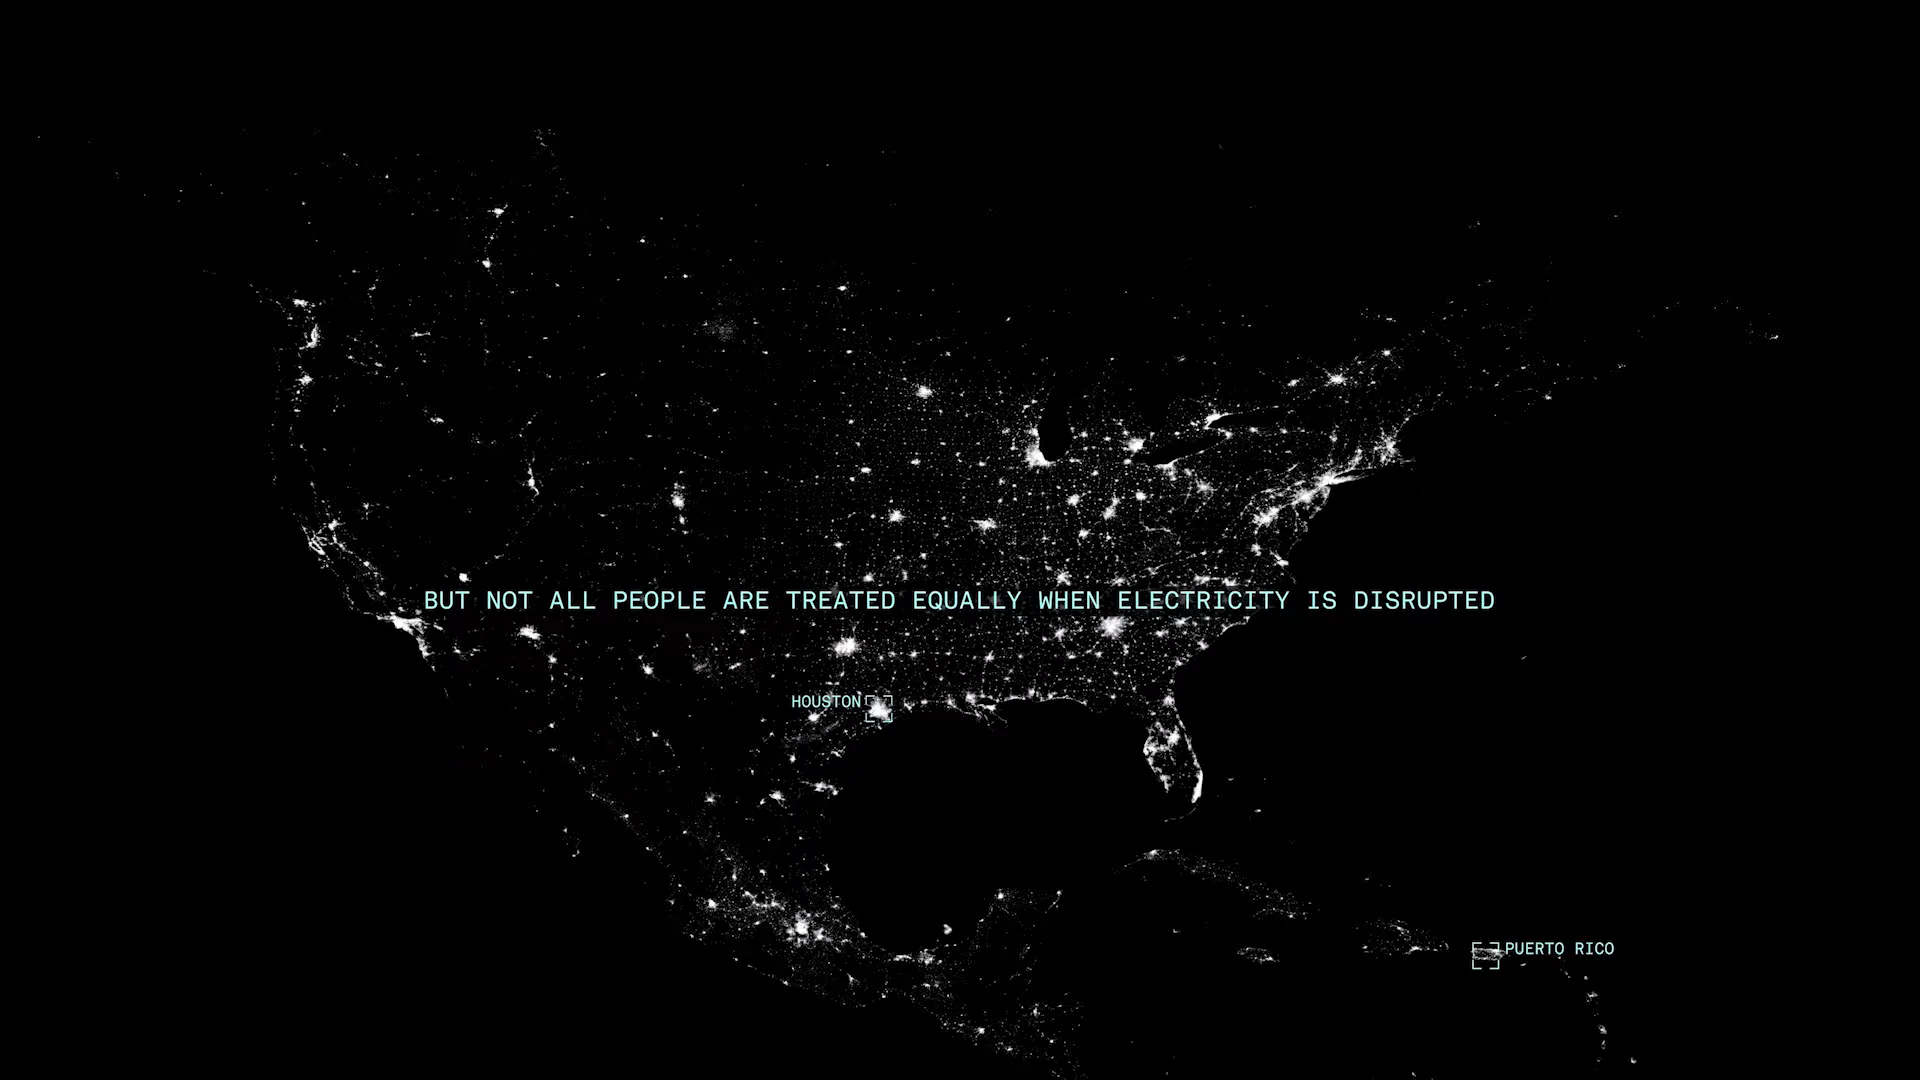 BUT NOT ALL PEOPLE ARE TREATED EQUALLY WHEN ELECTRICITY IS DISRUPTED
HOUSTON
PUERTO RICO